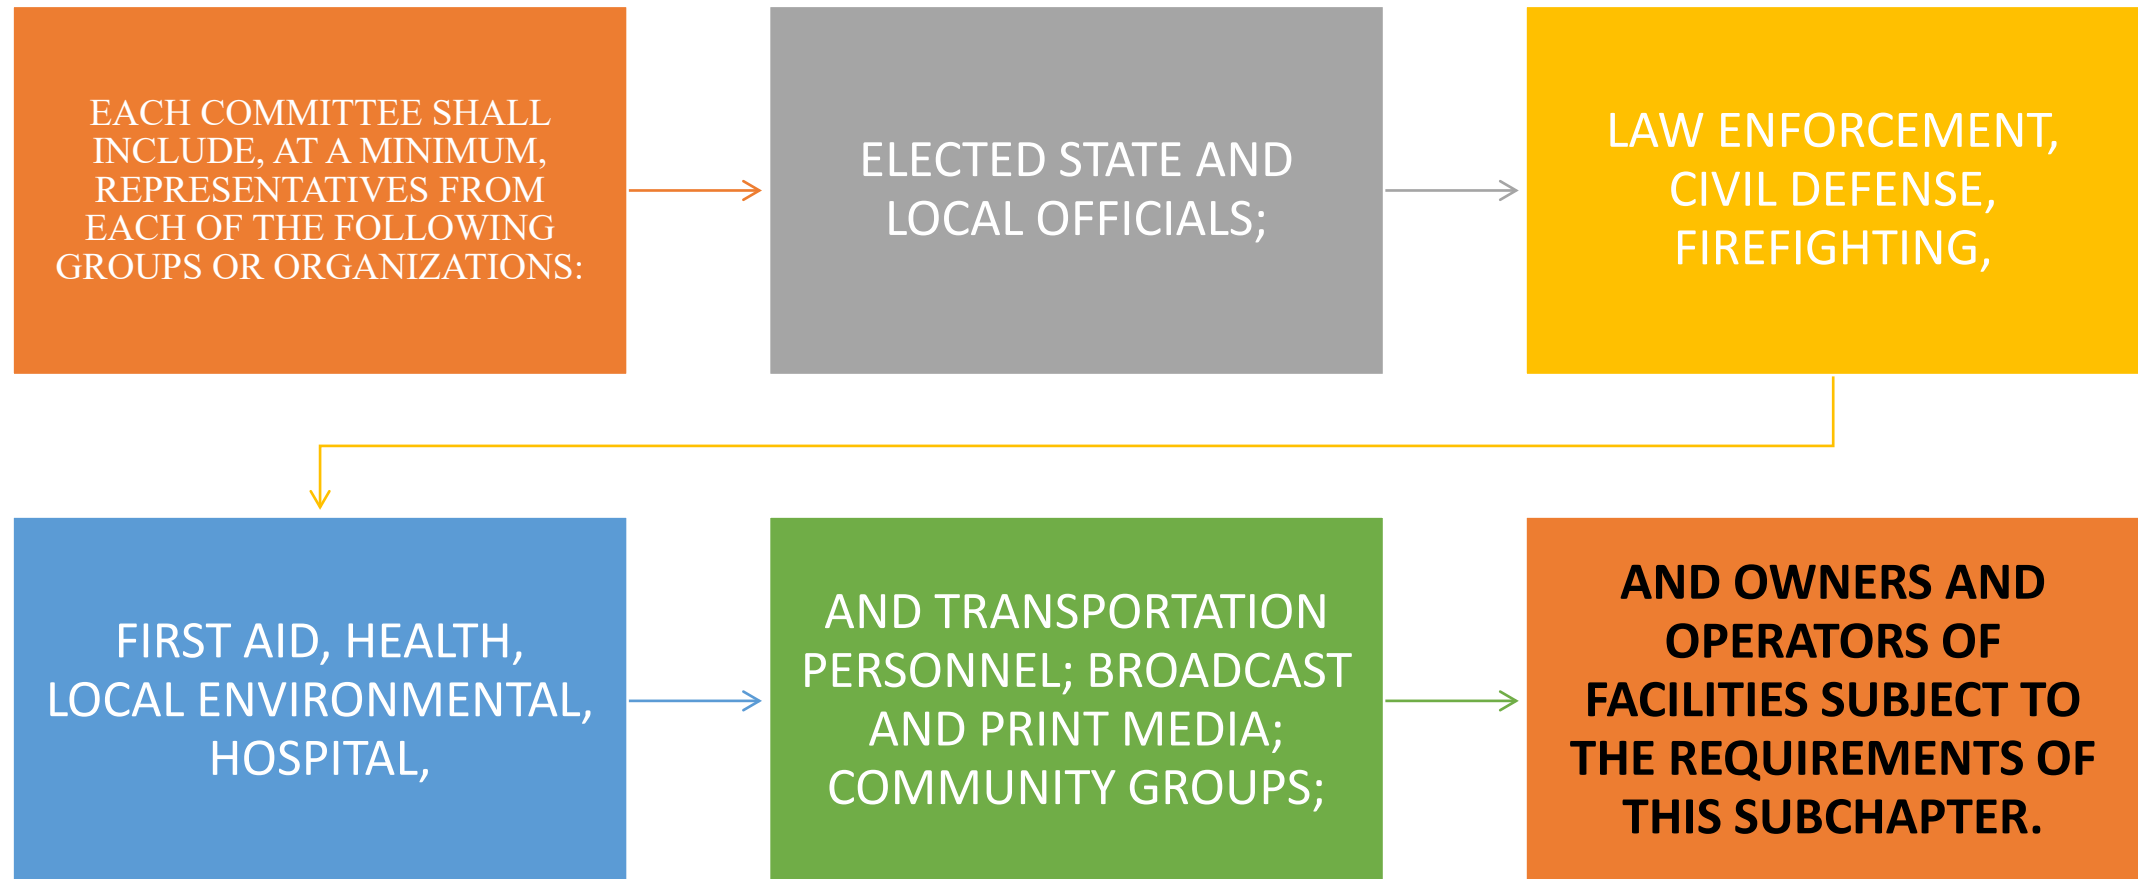 EACH COMMITTEE SHALL
INCLUDE, AT A MINIMUM,
REPRESENTATIVES FROM
EACH OF THE FOLLOWING
GROUPS OR ORGANIZATIONS:
ELECTED STATE AND
LOCAL OFFICIALS;
LAW ENFORCEMENT,
CIVIL DEFENSE,
FIREFIGHTING,
FIRST AID, HEALTH,
LOCAL ENVIRONMENTAL,
HOSPITAL,
AND TRANSPORTATION
PERSONNEL; BROADCAST
AND PRINT MEDIA;
COMMUNITY GROUPS;
AND OWNERS AND
OPERATORS OF
FACILITIES SUBJECT TO
THE REQUIREMENTS OF
THIS SUBCHAPTER.